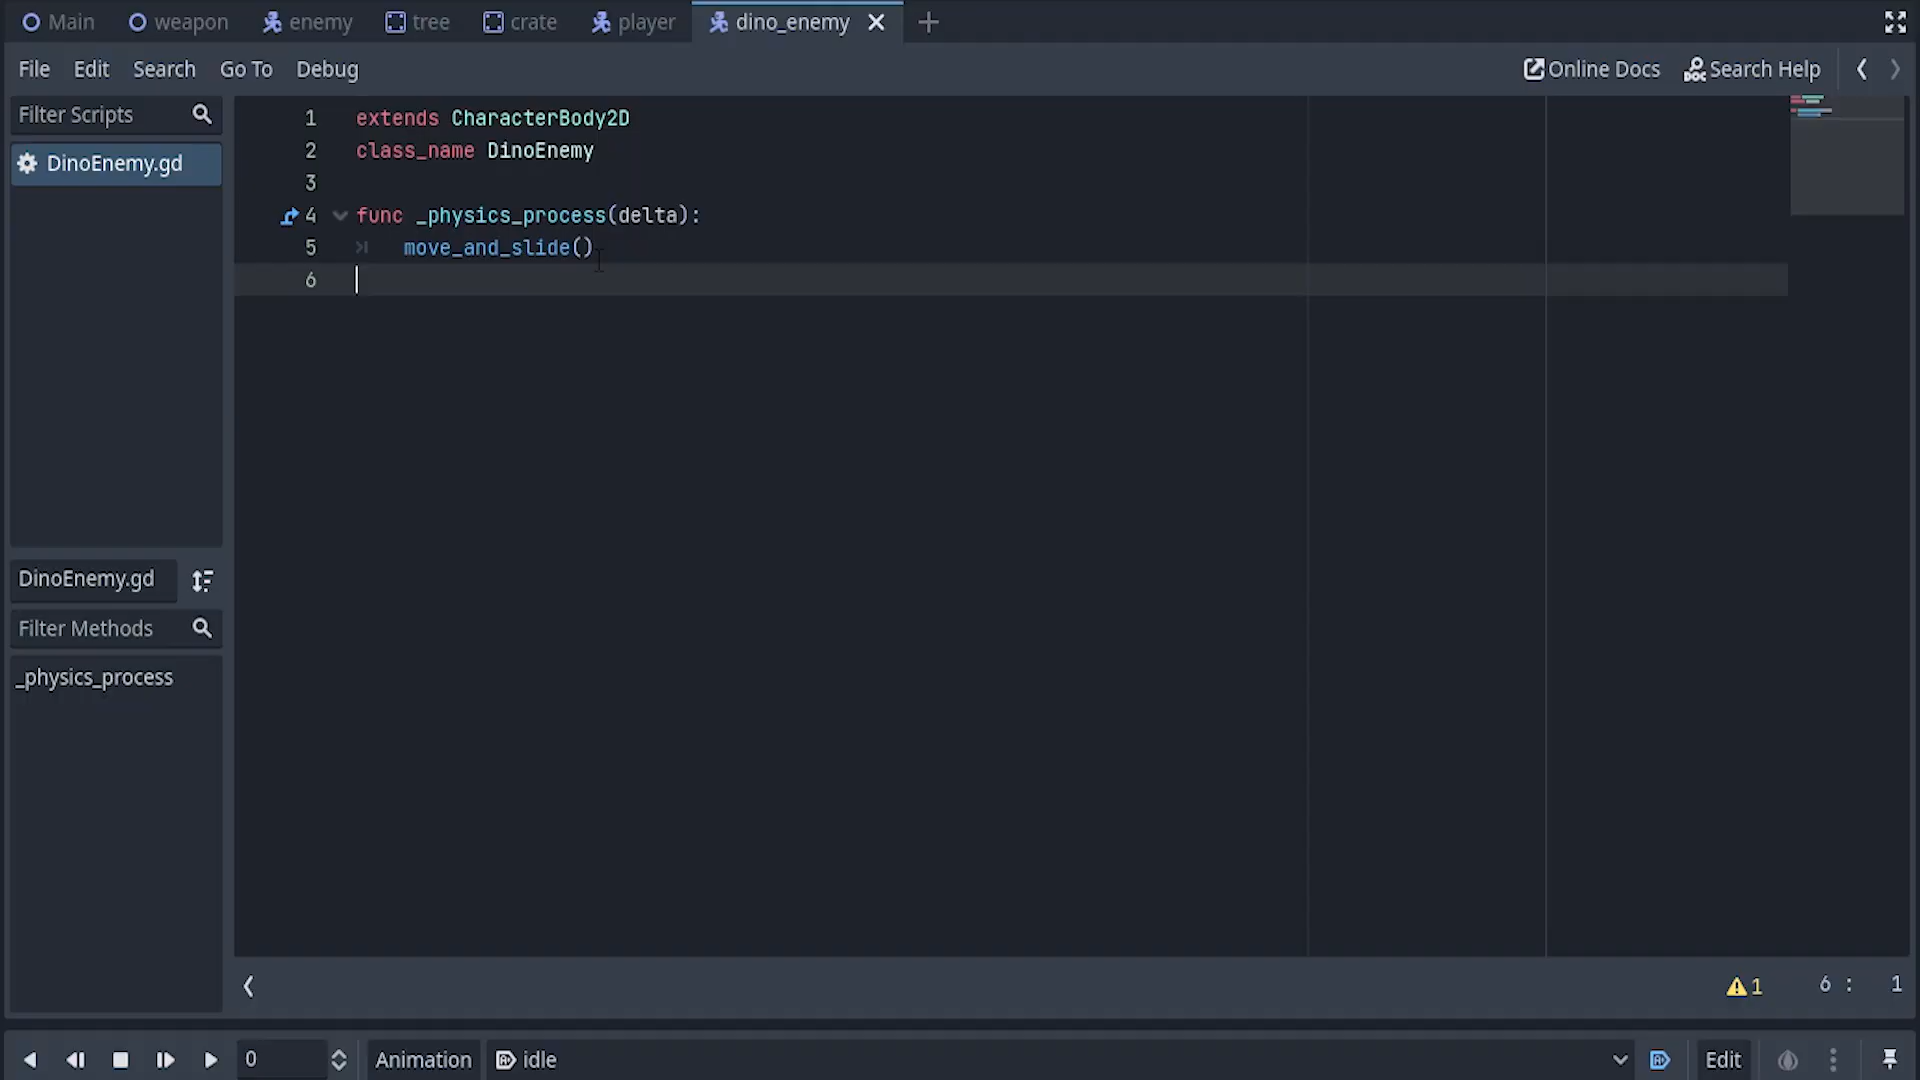 Main weapon enemy tree crate player dino_enemy
File Edit Search Go To Debug Online Docs Search Help
Filter Scripts
DinoEnemy.gd
1 extends CharacterBody2D
2 class_name DinoEnemy
3
4 func _physics_process(delta):
5 move_and_slide()
6
DinoEnemy.gd
Filter Methods
_physics_process
1 6 : 1
0 Animation idle Edit